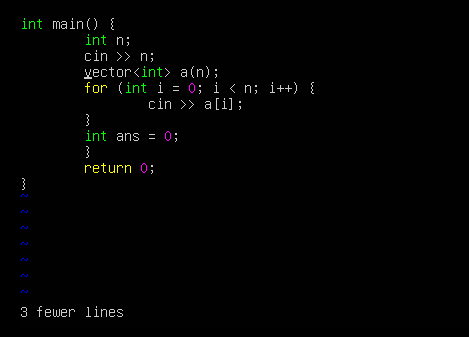 int main() {
        int n;
        cin >> n;
        vector<int> a(n);
        for (int i = 0; i < n; i++) {
                cin >> a[i];
        }
        int ans = 0;
        }
        return 0;
}
~
~
~
~
~
~
~
3 fewer lines